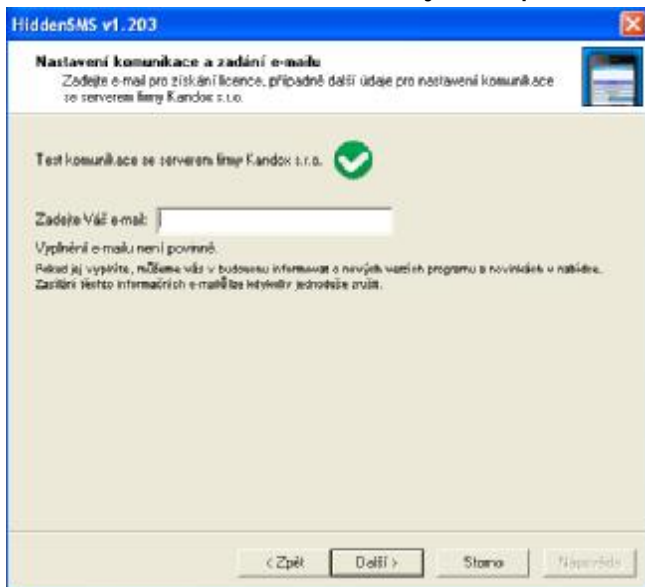 HiddenSMS v1.203
Nastavení komunikace a zadání e-mailu
Zadejte e-mail pro získání licence, případně další údaje pro nastavení komunikace
se serverem firmy Kandox s.r.o.
Test komunikace se serverem firmy Kandox s.r.o.
Zadejte Váš e-mail:
Vyplnění e-mailu není povinné.
Pokud jej vyplníte, můžeme vás v budoucnu informovat o nových verzích programu a novinkách v nabídce.
Zasílání těchto informačních e-mailů lze kdykoliv jednoduše zrušit.
< Zpět
Další >
Storno
Nápověda